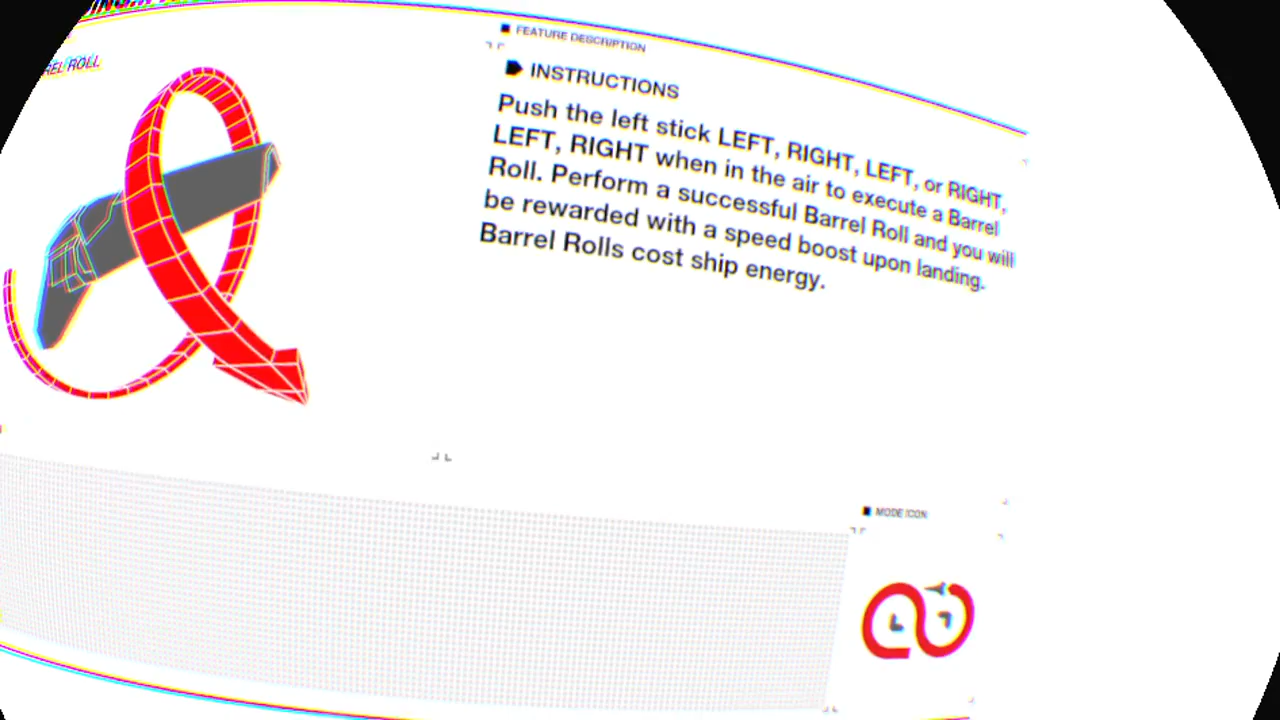 REL ROLL
FEATURE DESCRIPTION
INSTRUCTIONS
Push the left stick LEFT, RIGHT, LEFT, or RIGHT,
LEFT, RIGHT when in the air to execute a Barrel
Roll. Perform a successful Barrel Roll and you will
be rewarded with a speed boost upon landing.
Barrel Rolls cost ship energy.
MODE ICON